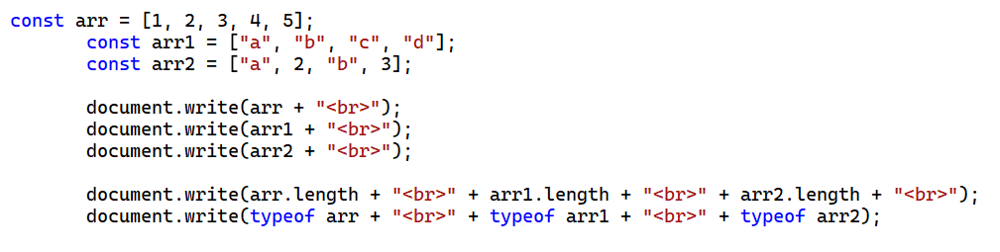 const arr = [1, 2, 3, 4, 5];
const arr1 = ["a", "b", "c", "d"];
const arr2 = ["a", 2, "b", 3];
document.write(arr + "<br>");
document.write(arr1 + "<br>");
document.write(arr2 + "<br>");
document.write(arr.length + "<br>" + arr1.length + "<br>" + arr2.length + "<br>");
document.write(typeof arr + "<br>" + typeof arr1 + "<br>" + typeof arr2);